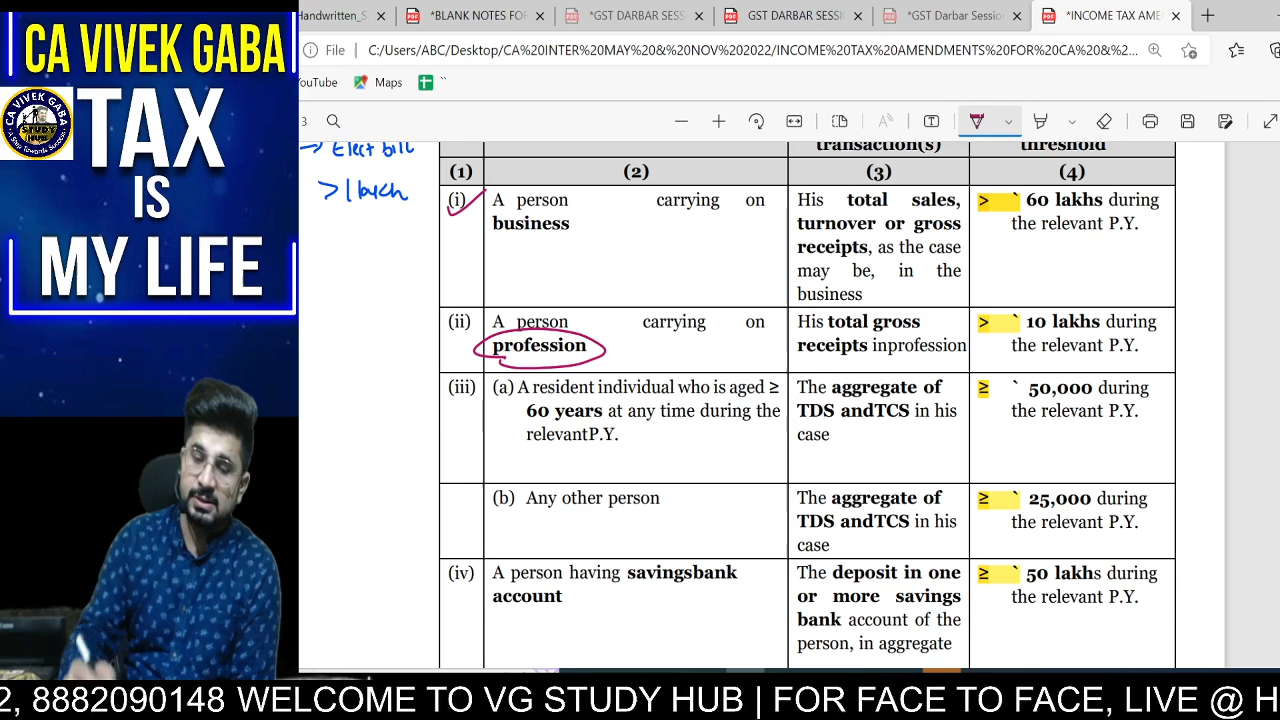 CA VIVEK GABA
TAX
IS
MY LIFE
CA VIVEK GABA
STUDY
HUB
Handwritten_S
*BLANK NOTES FOR
*GST DARBAR SESS
GST DARBAR SESSI
*GST Darbar Sessio
*INCOME TAX AME
File C:/Users/ABC/Desktop/CA%20INTER%20MAY%20&%20NOV%202022/INCOME%20TAX%20AMENDMENTS%20FOR%20CA%20&%2...
YouTube Maps ``
3
→ Elect bill
> 1 lakh
transaction(s) threshold
(1) (2) (3) (4)
(i) A person carrying on
business
His total sales,
turnover or gross
receipts, as the case
may be, in the
business
> ` 60 lakhs during
the relevant P.Y.
(ii) A person carrying on
profession
His total gross
receipts inprofession
> ` 10 lakhs during
the relevant P.Y.
(iii) (a) A resident individual who is aged ≥
60 years at any time during the
relevantP.Y.
The aggregate of
TDS andTCS in his
case
≥ ` 50,000 during
the relevant P.Y.
(b) Any other person
The aggregate of
TDS andTCS in his
case
≥ ` 25,000 during
the relevant P.Y.
(iv) A person having savingsbank
account
The deposit in one
or more savings
bank account of the
person, in aggregate
≥ ` 50 lakhs during
the relevant P.Y.
2, 8882090148 WELCOME TO VG STUDY HUB | FOR FACE TO FACE, LIVE @ H